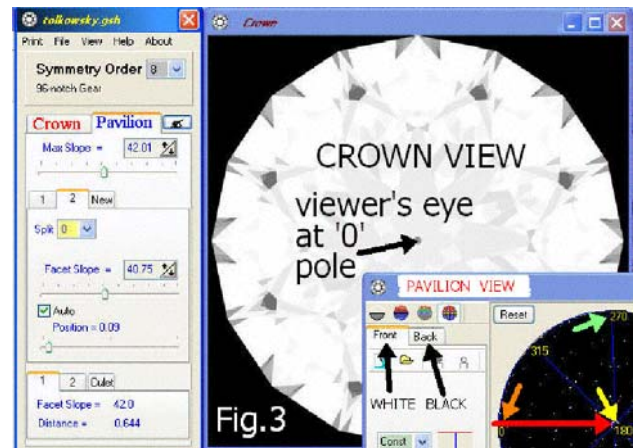 tolkowsky.gsh
Print File View Help About
Symmetry Order 8
96-notch Gear
Crown Pavilion
Max Slope = 42.01
1 2 New
Split 0
Facet Slope = 40.75
Auto
Position = 0.09
1 2 Culet
Facet Slope = 42.0
Distance = 0.644
Crown
CROWN VIEW
viewer's eye
at '0'
pole
Fig.3
PAVILION VIEW
Front Back
WHITE BLACK
Const
Reset
270
315
0
180